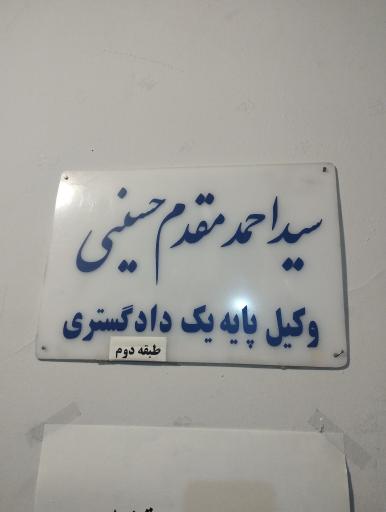 سید احمد مقدم حسینی
وکیل پایه یک دادگستری
طبقه دوم